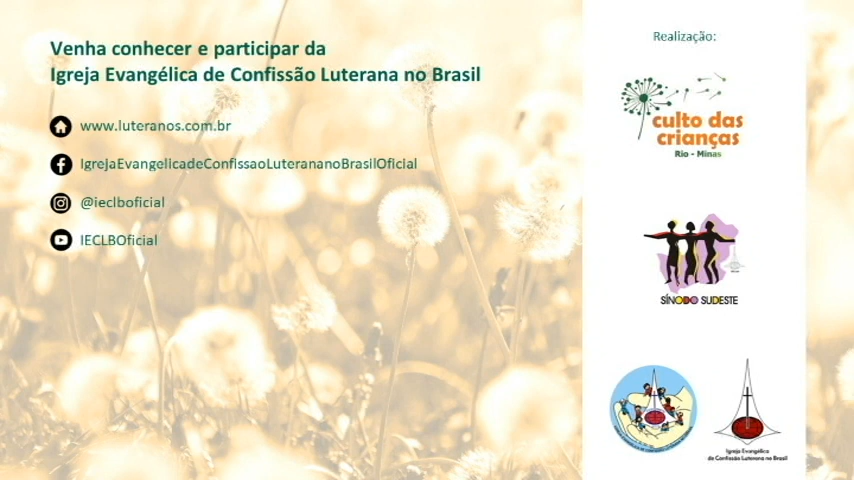 Venha conhecer e participar da
Igreja Evangélica de Confissão Luterana no Brasil
www.luteranos.com.br
IgrejaEvangelicadeConfissaoLuterananoBrasilOficial
@ieclboficial
IECLBOficial
Realização:
culto das
crianças
Rio - Minas
SÍNODO SUDESTE
Igreja Evangélica
de Confissão Luterana no Brasil